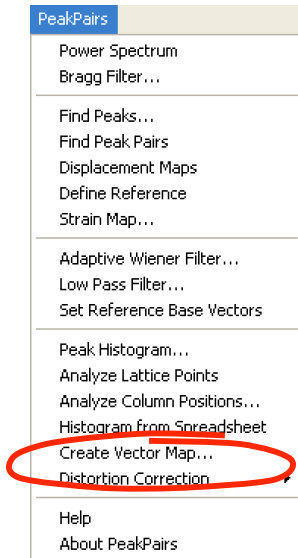 PeakPairs
Power Spectrum
Bragg Filter...
Find Peaks...
Find Peak Pairs
Displacement Maps
Define Reference
Strain Map...
Adaptive Wiener Filter...
Low Pass Filter...
Set Reference Base Vectors
Peak Histogram...
Analyze Lattice Points
Analyze Column Positions...
Histogram from Spreadsheet
Create Vector Map...
Distortion Correction
Help
About PeakPairs